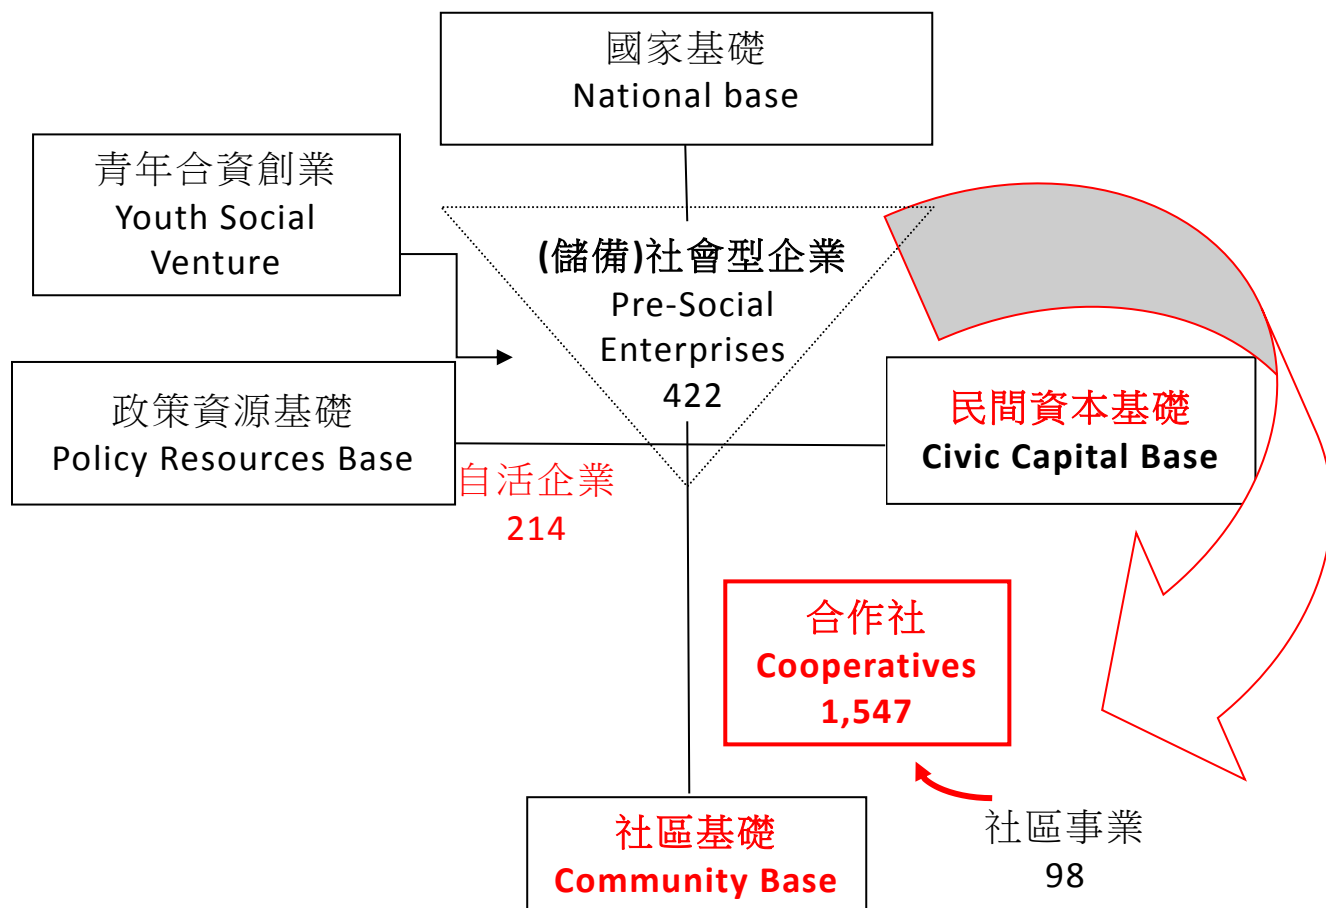 國家基礎
National base
青年合資創業
Youth Social
Venture
(儲備)社會型企業
Pre-Social
Enterprises
422
政策資源基礎
Policy Resources Base
民間資本基礎
Civic Capital Base
自活企業
214
合作社
Cooperatives
1,547
社區基礎
Community Base
社區事業
98